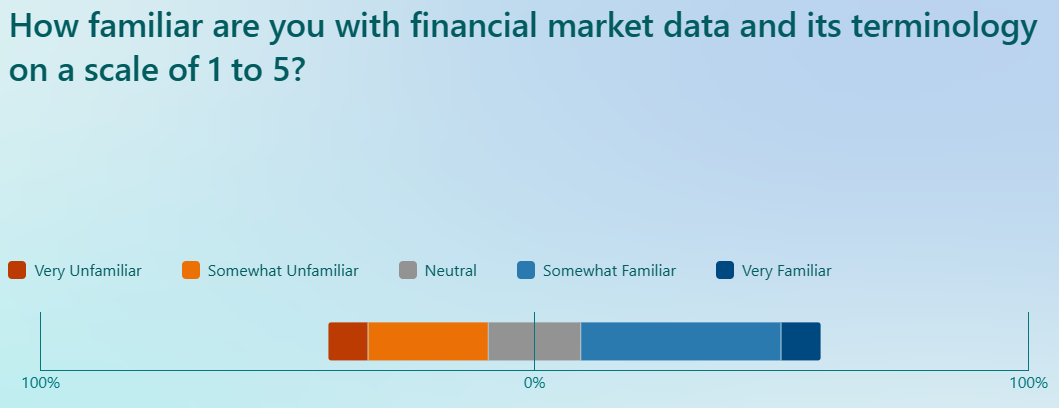 How familiar are you with financial market data and its terminology
on a scale of 1 to 5?
Very Unfamiliar Somewhat Unfamiliar Neutral Somewhat Familiar Very Familiar
100% 0% 100%